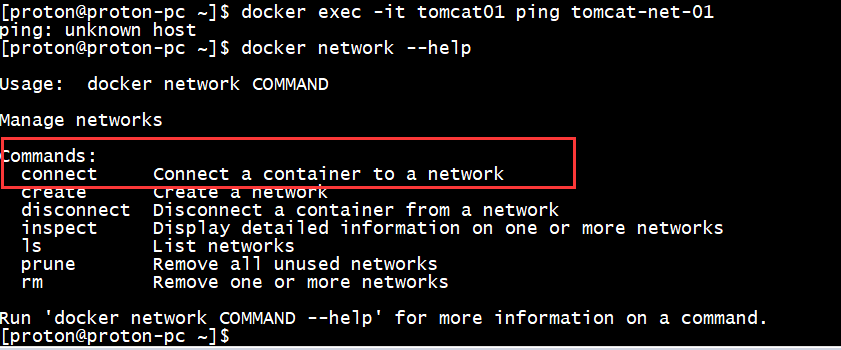 [proton@proton-pc ~]$ docker exec -it tomcat01 ping tomcat-net-01
ping: unknown host
[proton@proton-pc ~]$ docker network --help
Usage:  docker network COMMAND
Manage networks
Commands:
  connect     Connect a container to a network
  create      Create a network
  disconnect  Disconnect a container from a network
  inspect     Display detailed information on one or more networks
  ls          List networks
  prune       Remove all unused networks
  rm          Remove one or more networks
Run 'docker network COMMAND --help' for more information on a command.
[proton@proton-pc ~]$